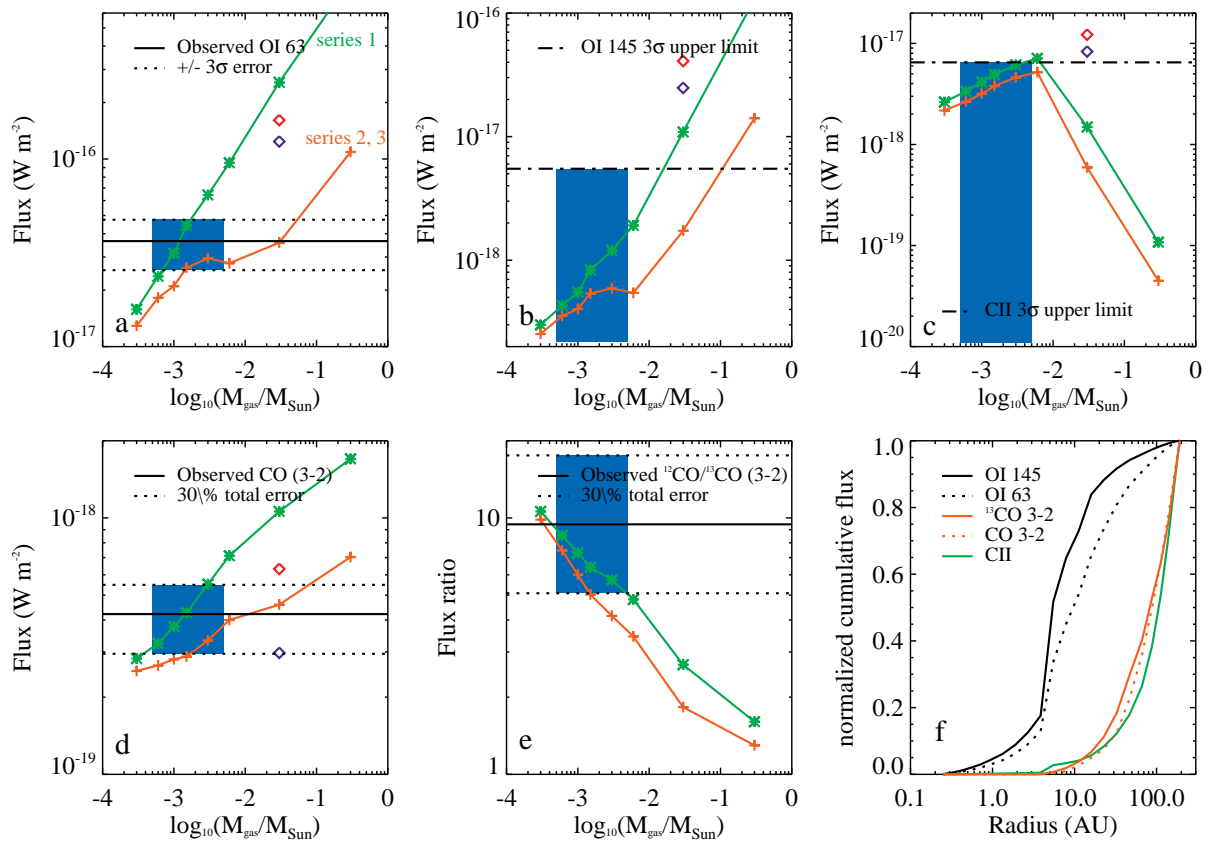 Observed OI 63
series 1
+/- 3σ error
series 2, 3
10⁻¹⁶
10⁻¹⁷
Flux (W m⁻²)
a
-4 -3 -2 -1 0
log₁₀(M_gas/M_Sun)
10⁻¹⁶
OI 145 3σ upper limit
10⁻¹⁷
10⁻¹⁸
Flux (W m⁻²)
b
-4 -3 -2 -1 0
log₁₀(M_gas/M_Sun)
10⁻¹⁷
10⁻¹⁸
10⁻¹⁹
10⁻²⁰
Flux (W m⁻²)
CII 3σ upper limit
c
-4 -3 -2 -1 0
log₁₀(M_gas/M_Sun)
Observed CO (3-2)
30\% total error
10⁻¹⁸
10⁻¹⁹
Flux (W m⁻²)
d
-4 -3 -2 -1 0
log₁₀(M_gas/M_Sun)
Observed ¹²CO/¹³CO (3-2)
30\% total error
10
1
Flux ratio
e
-4 -3 -2 -1 0
log₁₀(M_gas/M_Sun)
OI 145
OI 63
¹³CO 3-2
CO 3-2
CII
1.0
0.8
0.6
0.4
0.2
0.0
normalized cumulative flux
f
0.1 1.0 10.0 100.0
Radius (AU)